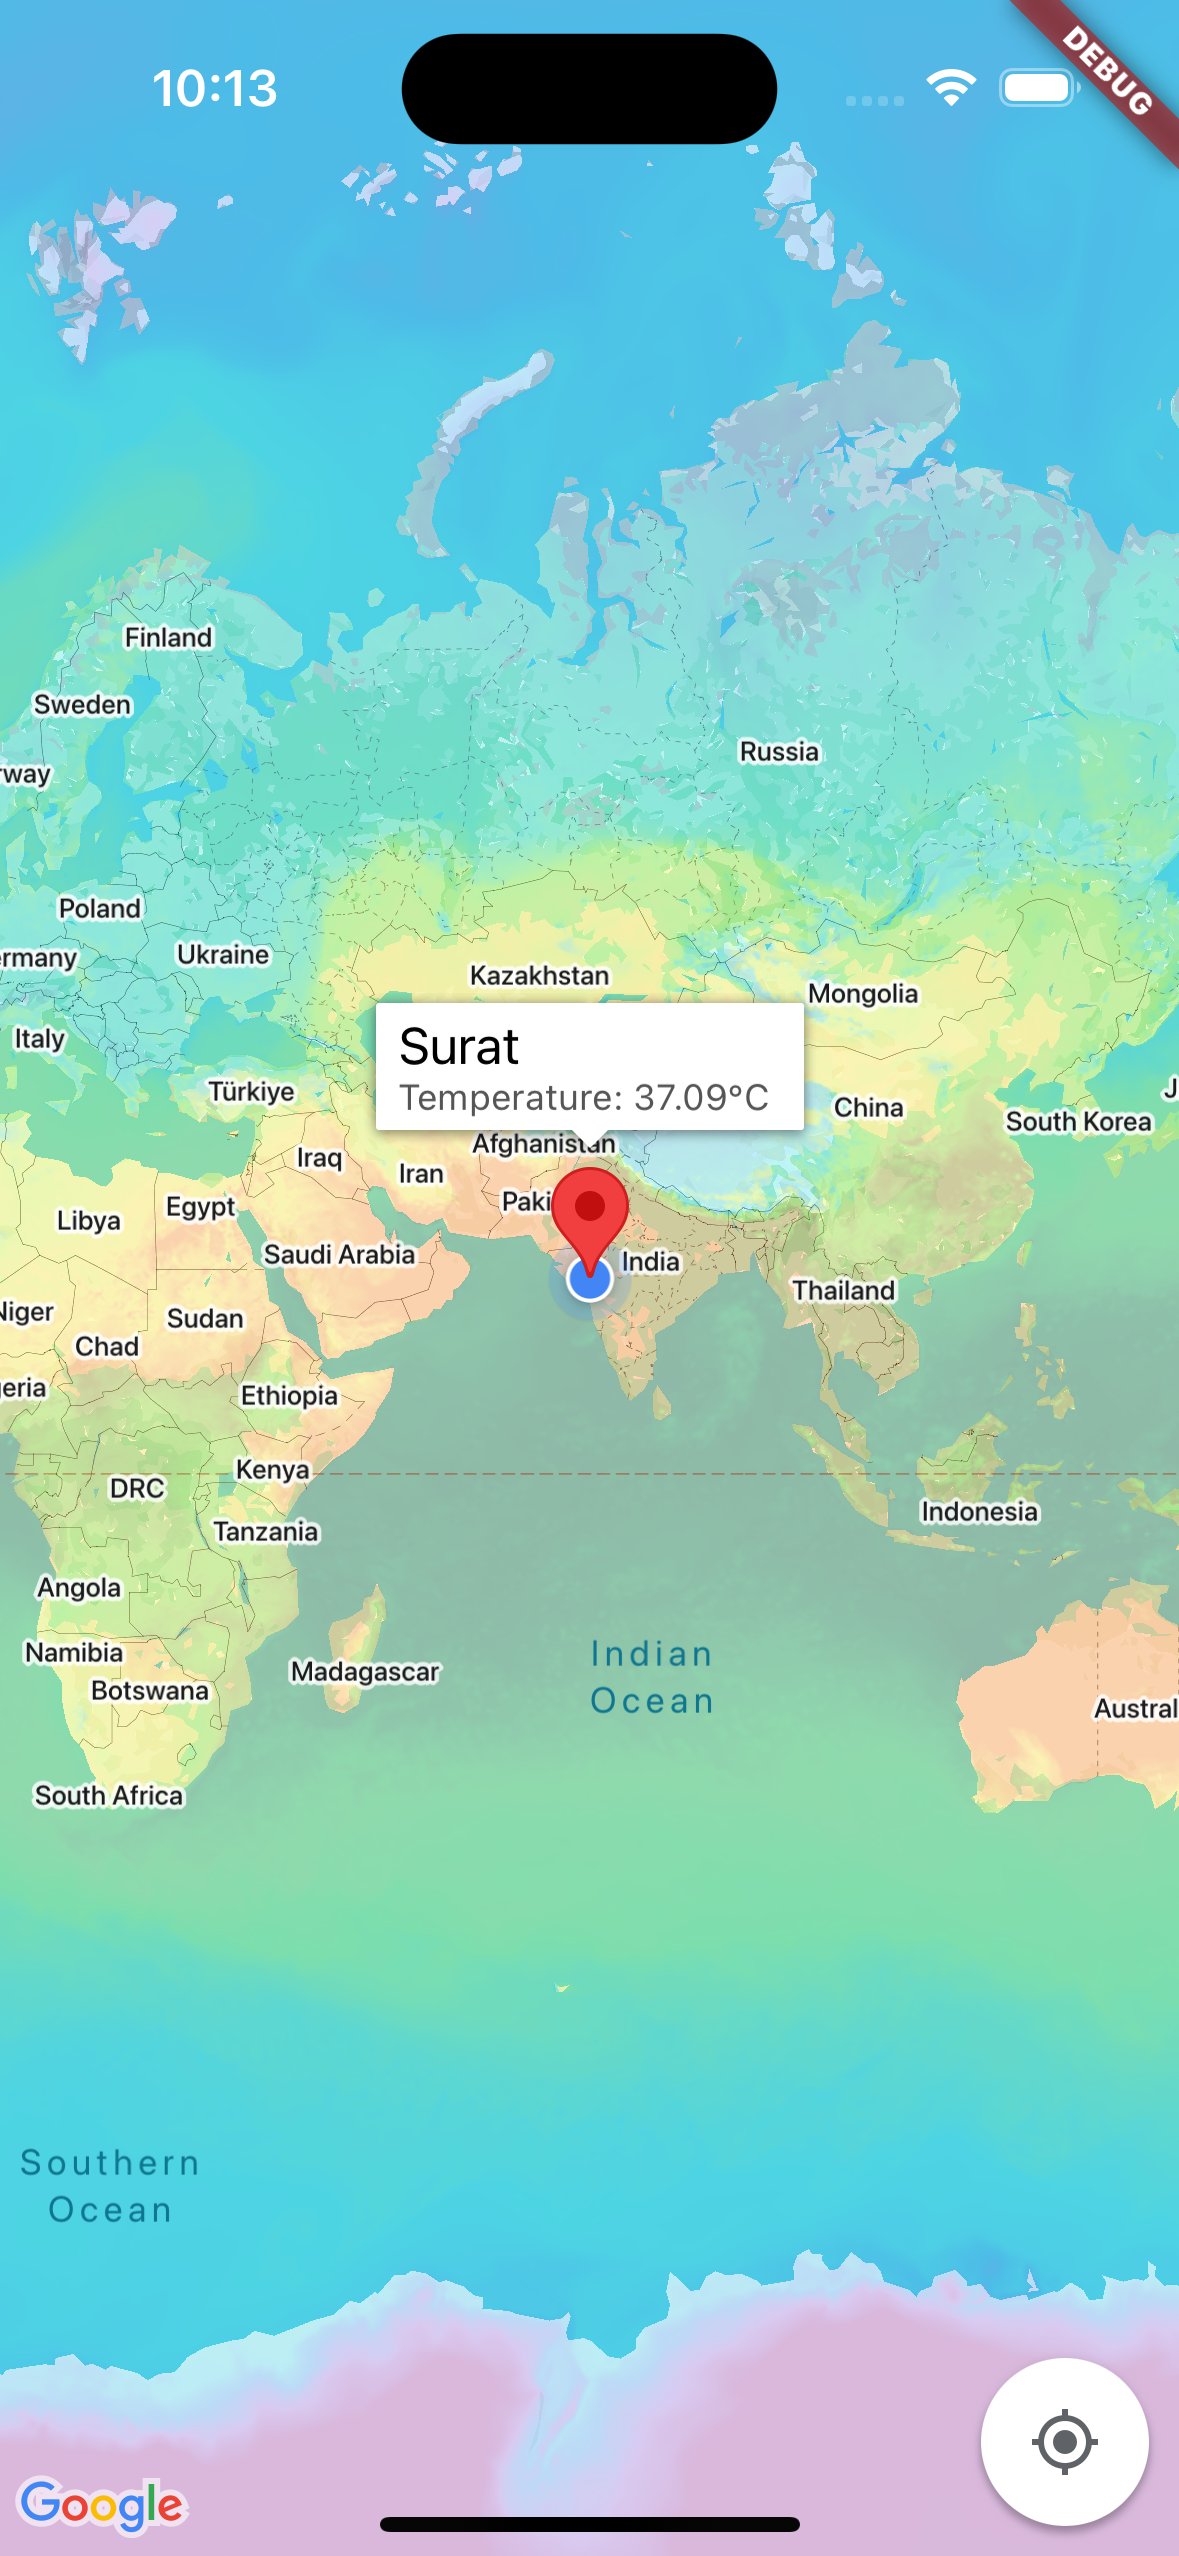 10:13
DEBUG
Finland
Sweden
rway
Russia
Poland
Ukraine
ermany
Kazakhstan
Mongolia
Italy
Surat
Temperature: 37.09°C
Türkiye
J
China
South Korea
Afghanistan
Iraq
Iran
Paki
Egypt
Libya
Saudi Arabia
India
Thailand
Niger
Sudan
Chad
geria
Ethiopia
Kenya
DRC
Indonesia
Tanzania
Angola
Namibia
Madagascar
Indian
Ocean
Botswana
Austral
South Africa
Southern
Ocean
Google